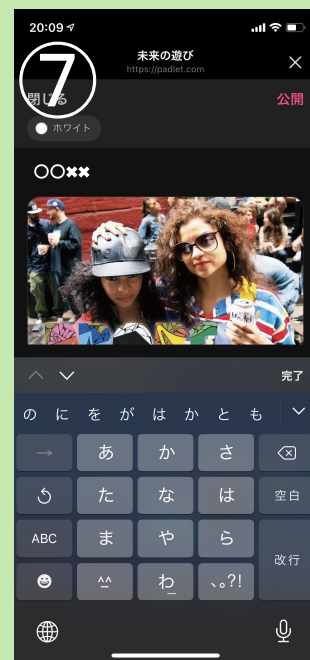 20:09
未来の遊び
https://padlet.com
7
閉じる
公開
ホワイト
○○××
完了
の に を が は か と も
→ あ か さ
た な は 空白
ABC ま や ら
改行
^^ わ_ 、。?!